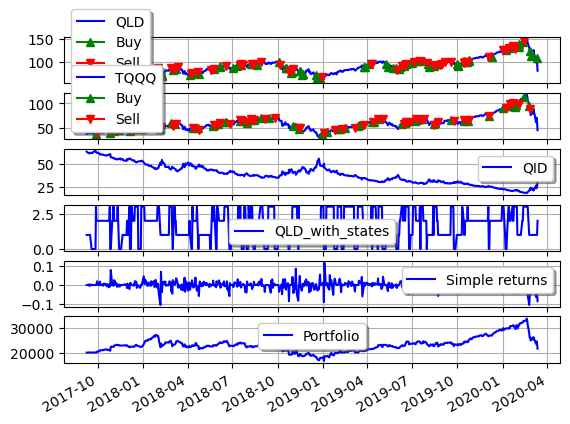 QLD
Buy
Sell
150
100
TQQQ
Buy
Sell
100
50
QID
50
25
QLD_with_states
2.5
0.0
Simple returns
0.1
0.0
−0.1
Portfolio
30000
20000
2017-10
2018-01
2018-04
2018-07
2018-10
2019-01
2019-04
2019-07
2019-10
2020-01
2020-04